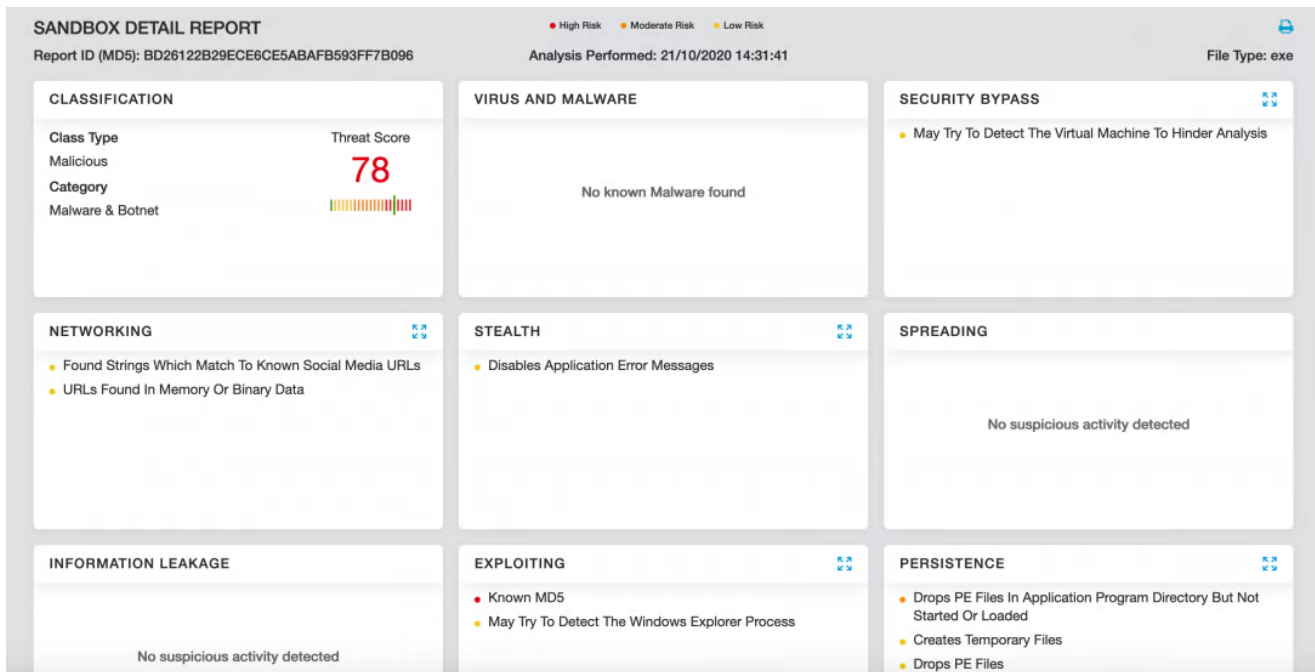 SANDBOX DETAIL REPORT
High Risk Moderate Risk Low Risk
Report ID (MD5): BD26122B29ECE6CE5ABAFB593FF7B096
Analysis Performed: 21/10/2020 14:31:41
File Type: exe
CLASSIFICATION
Class Type
Threat Score
Malicious
78
Category
Malware & Botnet
VIRUS AND MALWARE
No known Malware found
SECURITY BYPASS
May Try To Detect The Virtual Machine To Hinder Analysis
NETWORKING
Found Strings Which Match To Known Social Media URLs
URLs Found In Memory Or Binary Data
STEALTH
Disables Application Error Messages
SPREADING
No suspicious activity detected
INFORMATION LEAKAGE
No suspicious activity detected
EXPLOITING
Known MD5
May Try To Detect The Windows Explorer Process
PERSISTENCE
Drops PE Files In Application Program Directory But Not
Started Or Loaded
Creates Temporary Files
Drops PE Files